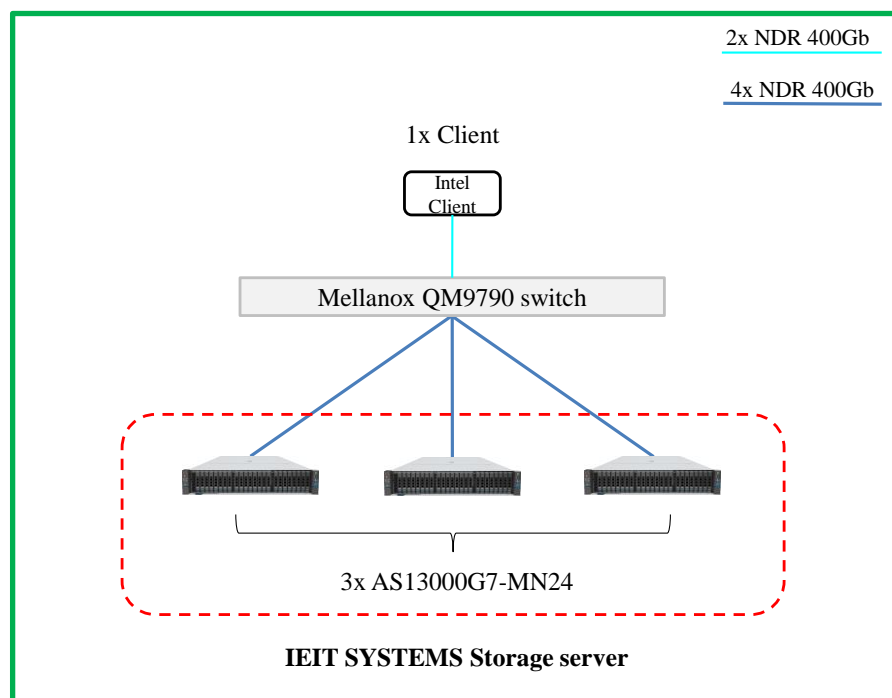 2x NDR 400Gb
4x NDR 400Gb
1x Client
Intel
Client
Mellanox QM9790 switch
3x AS13000G7-MN24
IEIT SYSTEMS Storage server